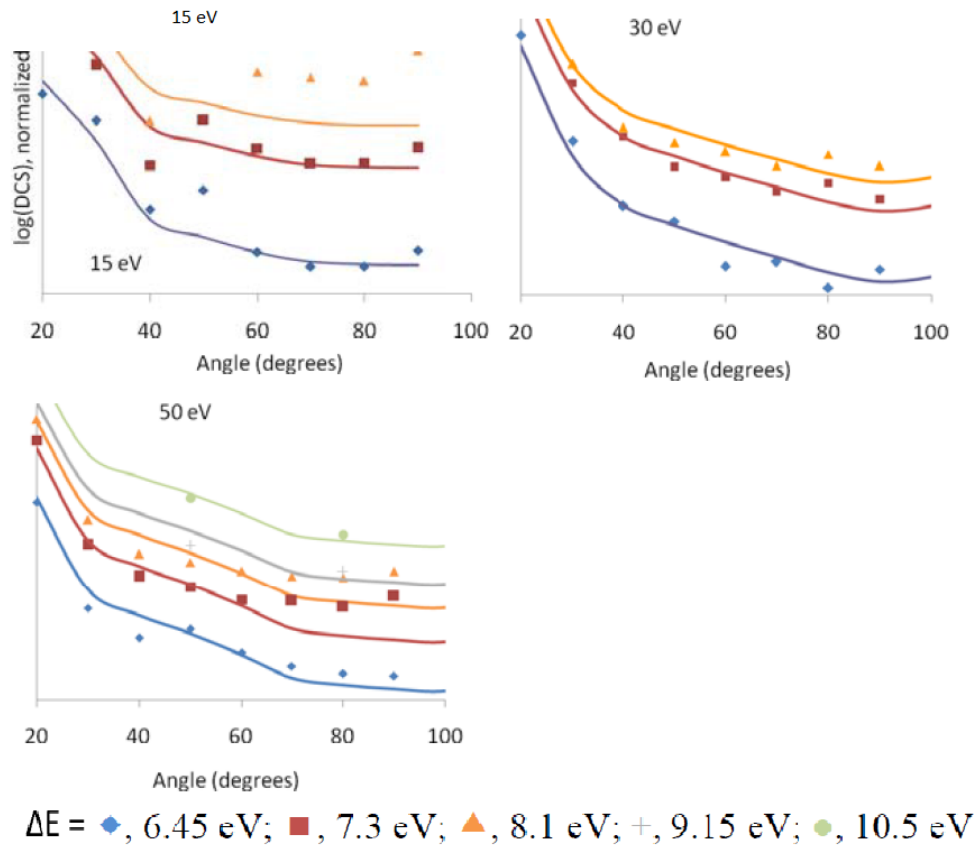 15 eV
30 eV
log(DCS), normalized
15 eV
20 40 60 80 100
Angle (degrees)
20 40 60 80 100
Angle (degrees)
50 eV
20 40 60 80 100
Angle (degrees)
ΔE = , 6.45 eV; , 7.3 eV; , 8.1 eV; , 9.15 eV; , 10.5 eV